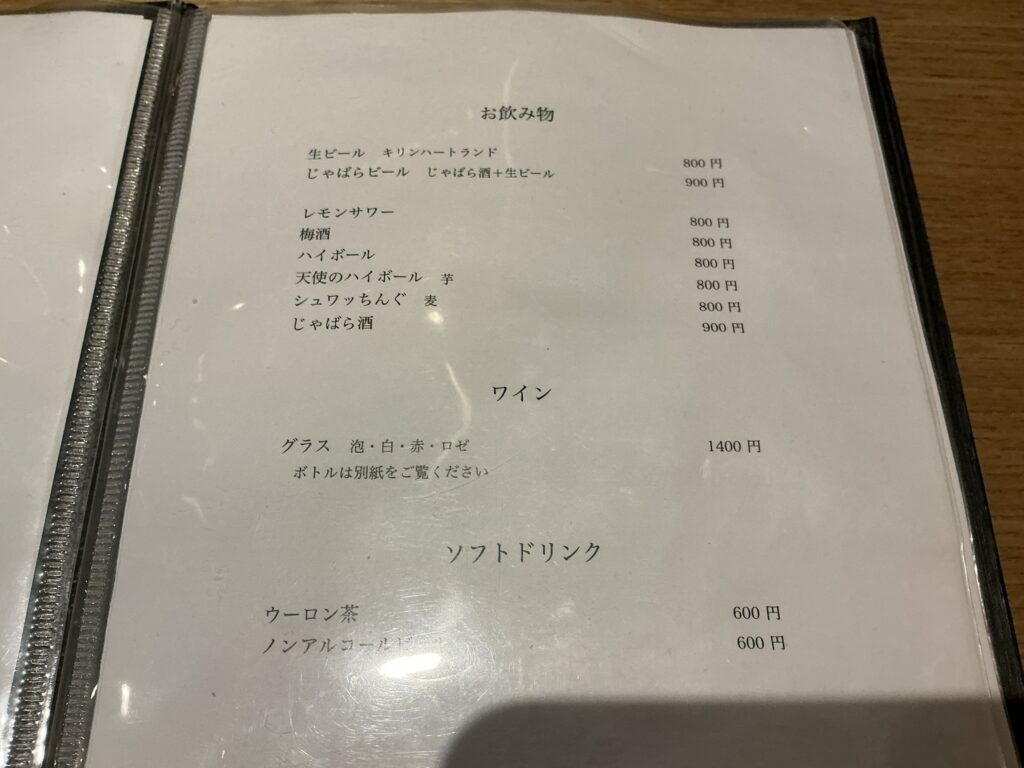 お飲み物
生ビール キリンハートランド 800 円
じゃばらビール じゃばら酒＋生ビール 900 円
レモンサワー 800 円
梅酒 800 円
ハイボール 800 円
天使のハイボール 芋 800 円
シュワッちんぐ 麦 800 円
じゃばら酒 900 円
ワイン
グラス 泡・白・赤・ロゼ 1400 円
ボトルは別紙をご覧ください
ソフトドリンク
ウーロン茶 600 円
ノンアルコール 600 円